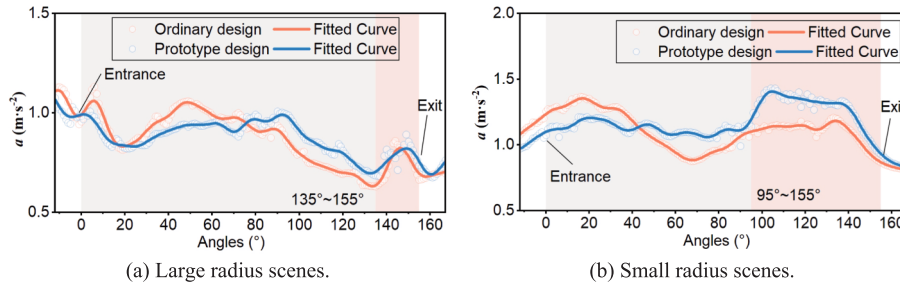 1.5
1.0
0.5
a (m·s⁻²)
Ordinary design Fitted Curve
Prototype design Fitted Curve
Entrance
Exit
135°~155°
0 20 40 60 80 100 120 140 160
Angles (°)
(a) Large radius scenes.
2.0
1.5
1.0
0.5
a (m·s⁻²)
Ordinary design Fitted Curve
Prototype design Fitted Curve
Entrance
Exit
95°~155°
0 20 40 60 80 100 120 140 160
Angles (°)
(b) Small radius scenes.